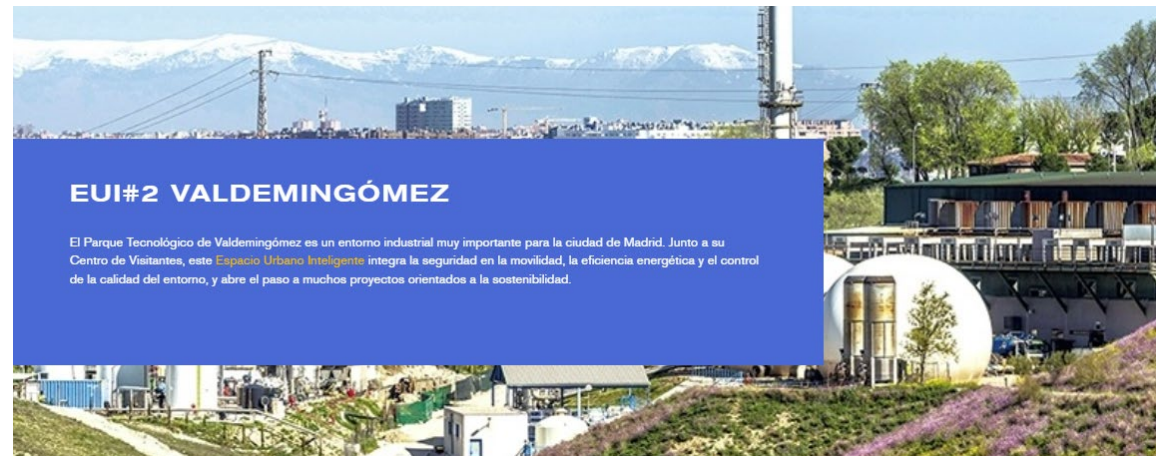 EUI#2 VALDEMINGÓMEZ
El Parque Tecnológico de Valdemingómez es un entorno industrial muy importante para la ciudad de Madrid. Junto a su
Centro de Visitantes, este Espacio Urbano Inteligente integra la seguridad en la movilidad, la eficiencia energética y el control
de la calidad del entorno, y abre el paso a muchos proyectos orientados a la sostenibilidad.